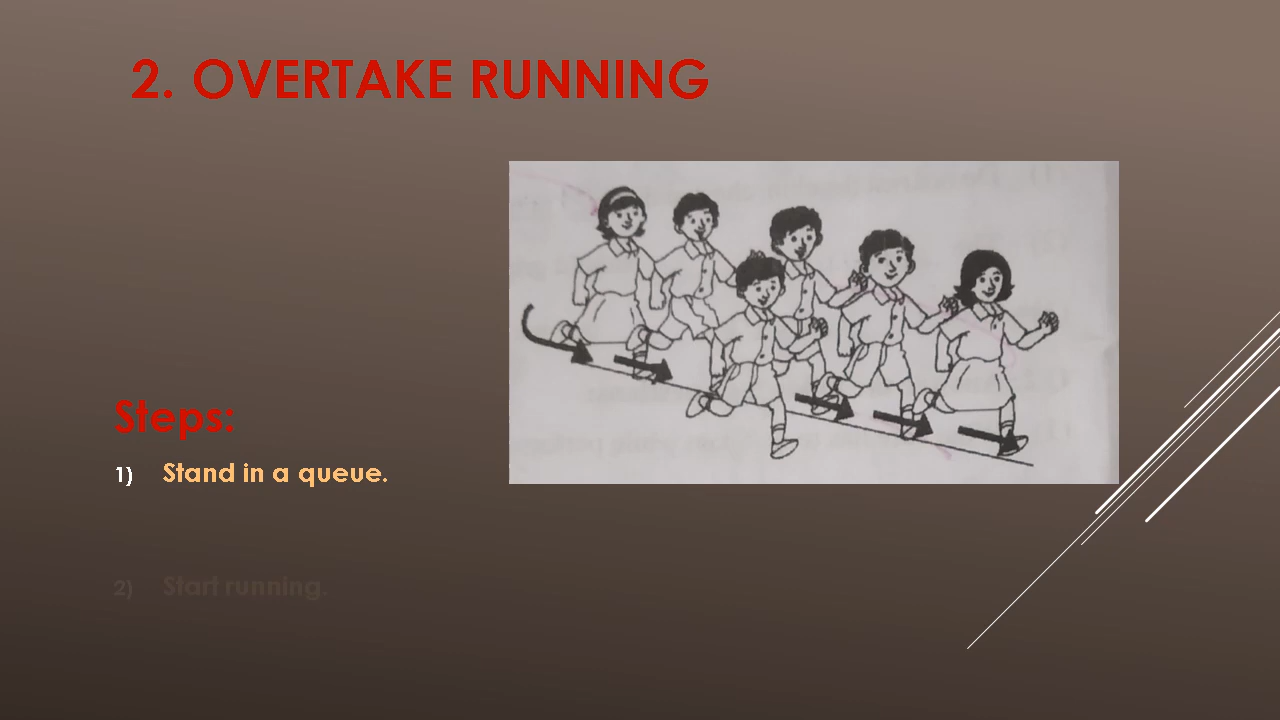 2. OVERTAKE RUNNING
Steps:
1) Stand in a queue.
2) Start running.